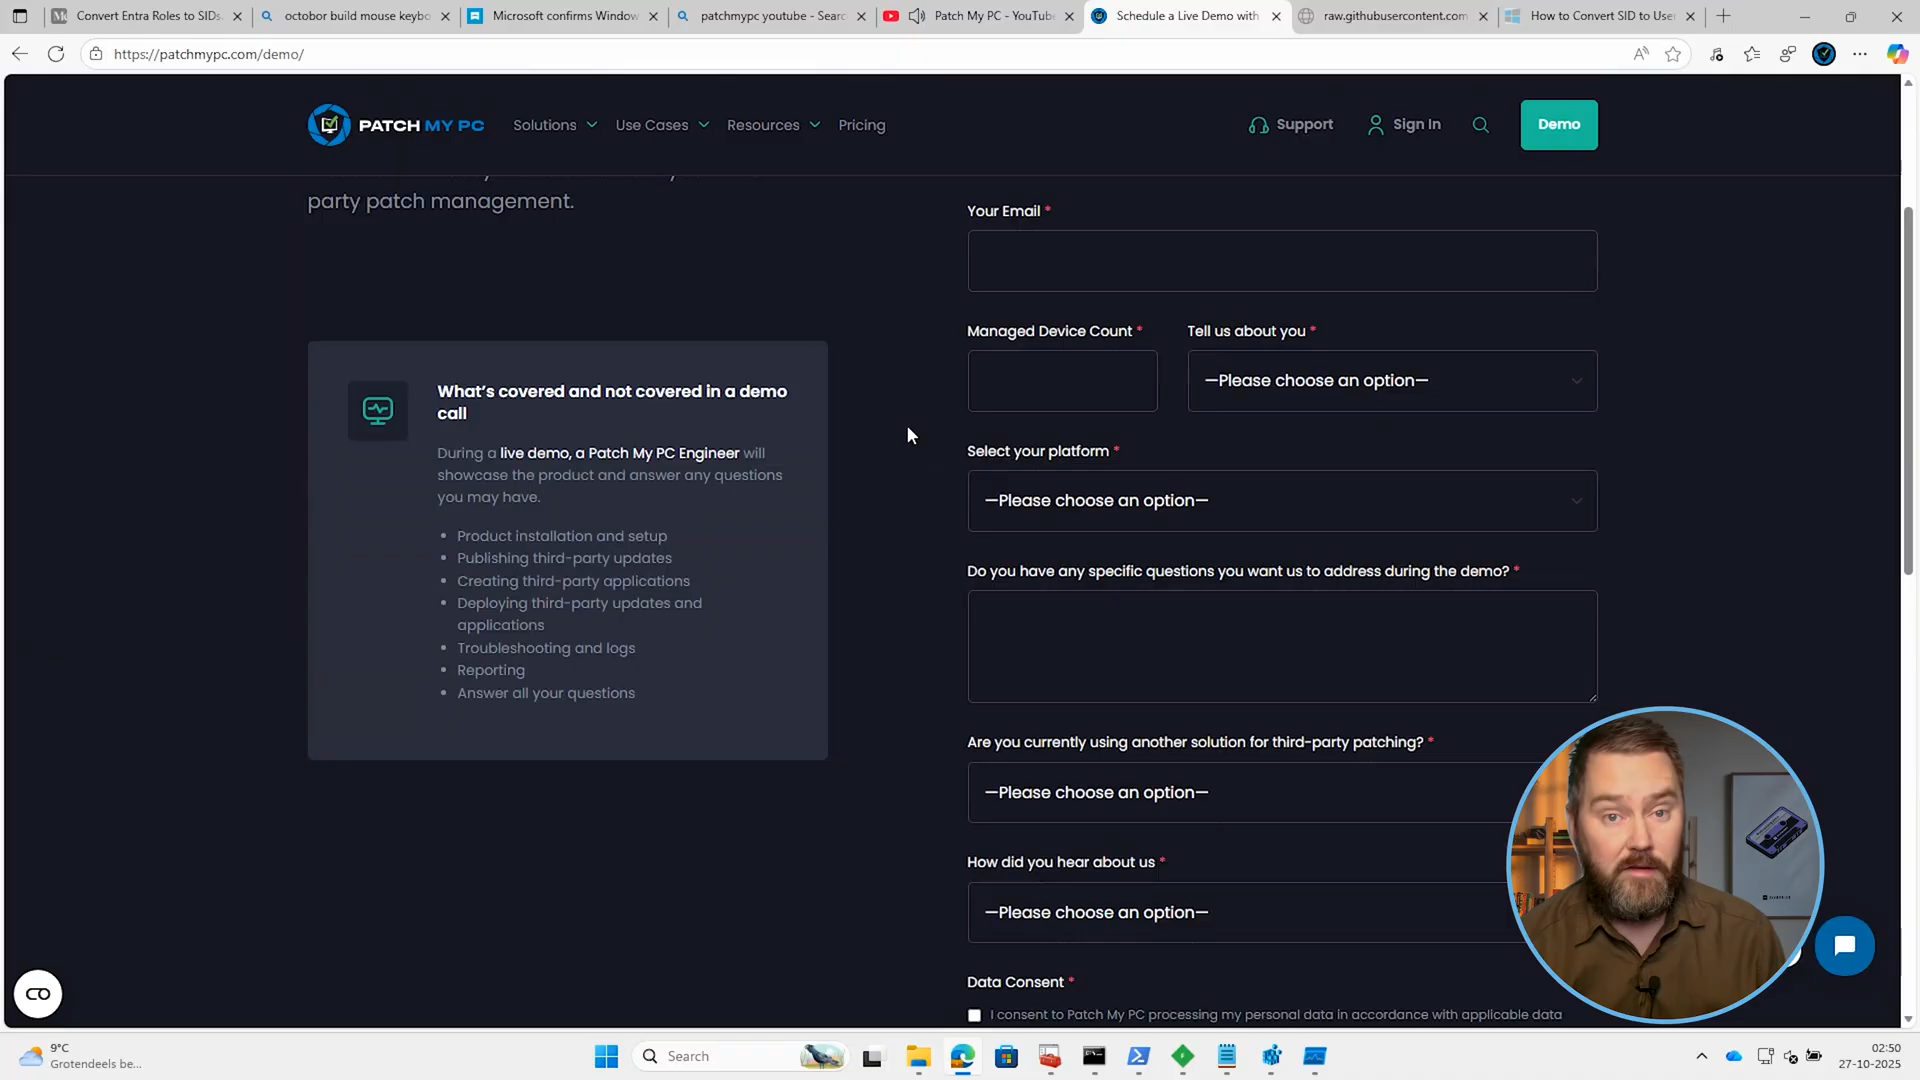 Convert Entra Roles to SIDs.
octobor build mouse keybo
Microsoft confirms Window
patchmypc youtube - Searc
Patch My PC - YouTube
Schedule a Live Demo with
raw.githubusercontent.com
How to Convert SID to User
https://patchmypc.com/demo/
PATCH MY PC
Solutions
Use Cases
Resources
Pricing
Support
Sign In
Demo
party patch management.
What's covered and not covered in a demo
call
During a live demo, a Patch My PC Engineer will
showcase the product and answer any questions
you may have.
• Product installation and setup
• Publishing third-party updates
• Creating third-party applications
• Deploying third-party updates and
applications
• Troubleshooting and logs
• Reporting
• Answer all your questions
Your Email *
Managed Device Count *
Tell us about you *
—Please choose an option—
Select your platform *
—Please choose an option—
Do you have any specific questions you want us to address during the demo? *
Are you currently using another solution for third-party patching? *
—Please choose an option—
How did you hear about us *
—Please choose an option—
Data Consent *
I consent to Patch My PC processing my personal data in accordance with applicable data
9°C
Grotendeels be...
Search
02:50
27-10-2025